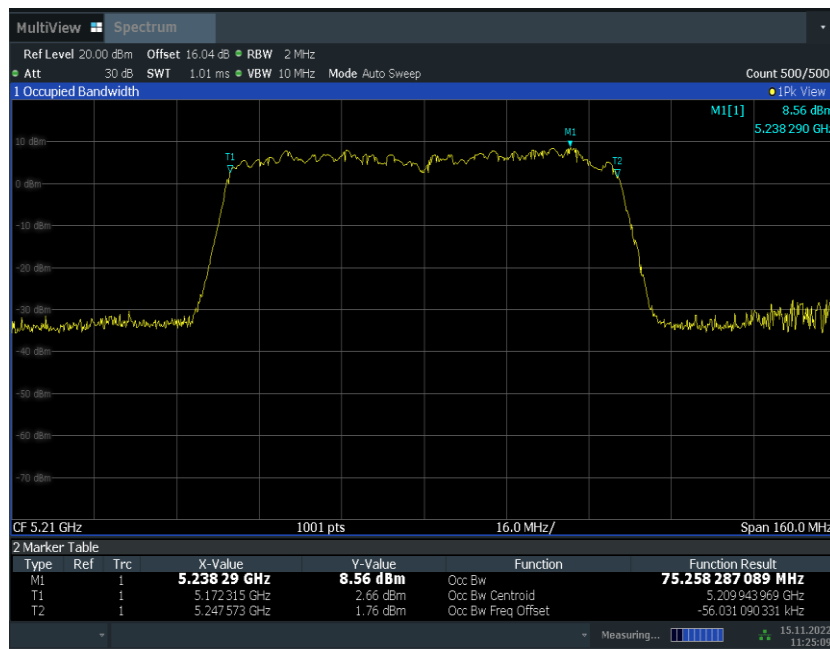 MultiView Spectrum
Ref Level 20.00 dBm Offset 16.04 dB RBW 2 MHz
Att 30 dB SWT 1.01 ms VBW 10 MHz Mode Auto Sweep Count 500/500
1 Occupied Bandwidth 1Pk View
M1[1] 8.56 dBm
5.238 290 GHz
M1
10 dBm
T1
T2
0 dBm
-10 dBm
-20 dBm
-30 dBm
-40 dBm
-50 dBm
-60 dBm
-70 dBm
CF 5.21 GHz 1001 pts 16.0 MHz/ Span 160.0 MHz
2 Marker Table
Type Ref Trc X-Value Y-Value Function Function Result
M1 1 5.238 29 GHz 8.56 dBm Occ Bw 75.258 287 089 MHz
T1 1 5.172 315 GHz 2.66 dBm Occ Bw Centroid 5.209 943 969 GHz
T2 1 5.247 573 GHz 1.76 dBm Occ Bw Freq Offset -56.031 090 331 kHz
Measuring... 15.11.2022
11:25:09